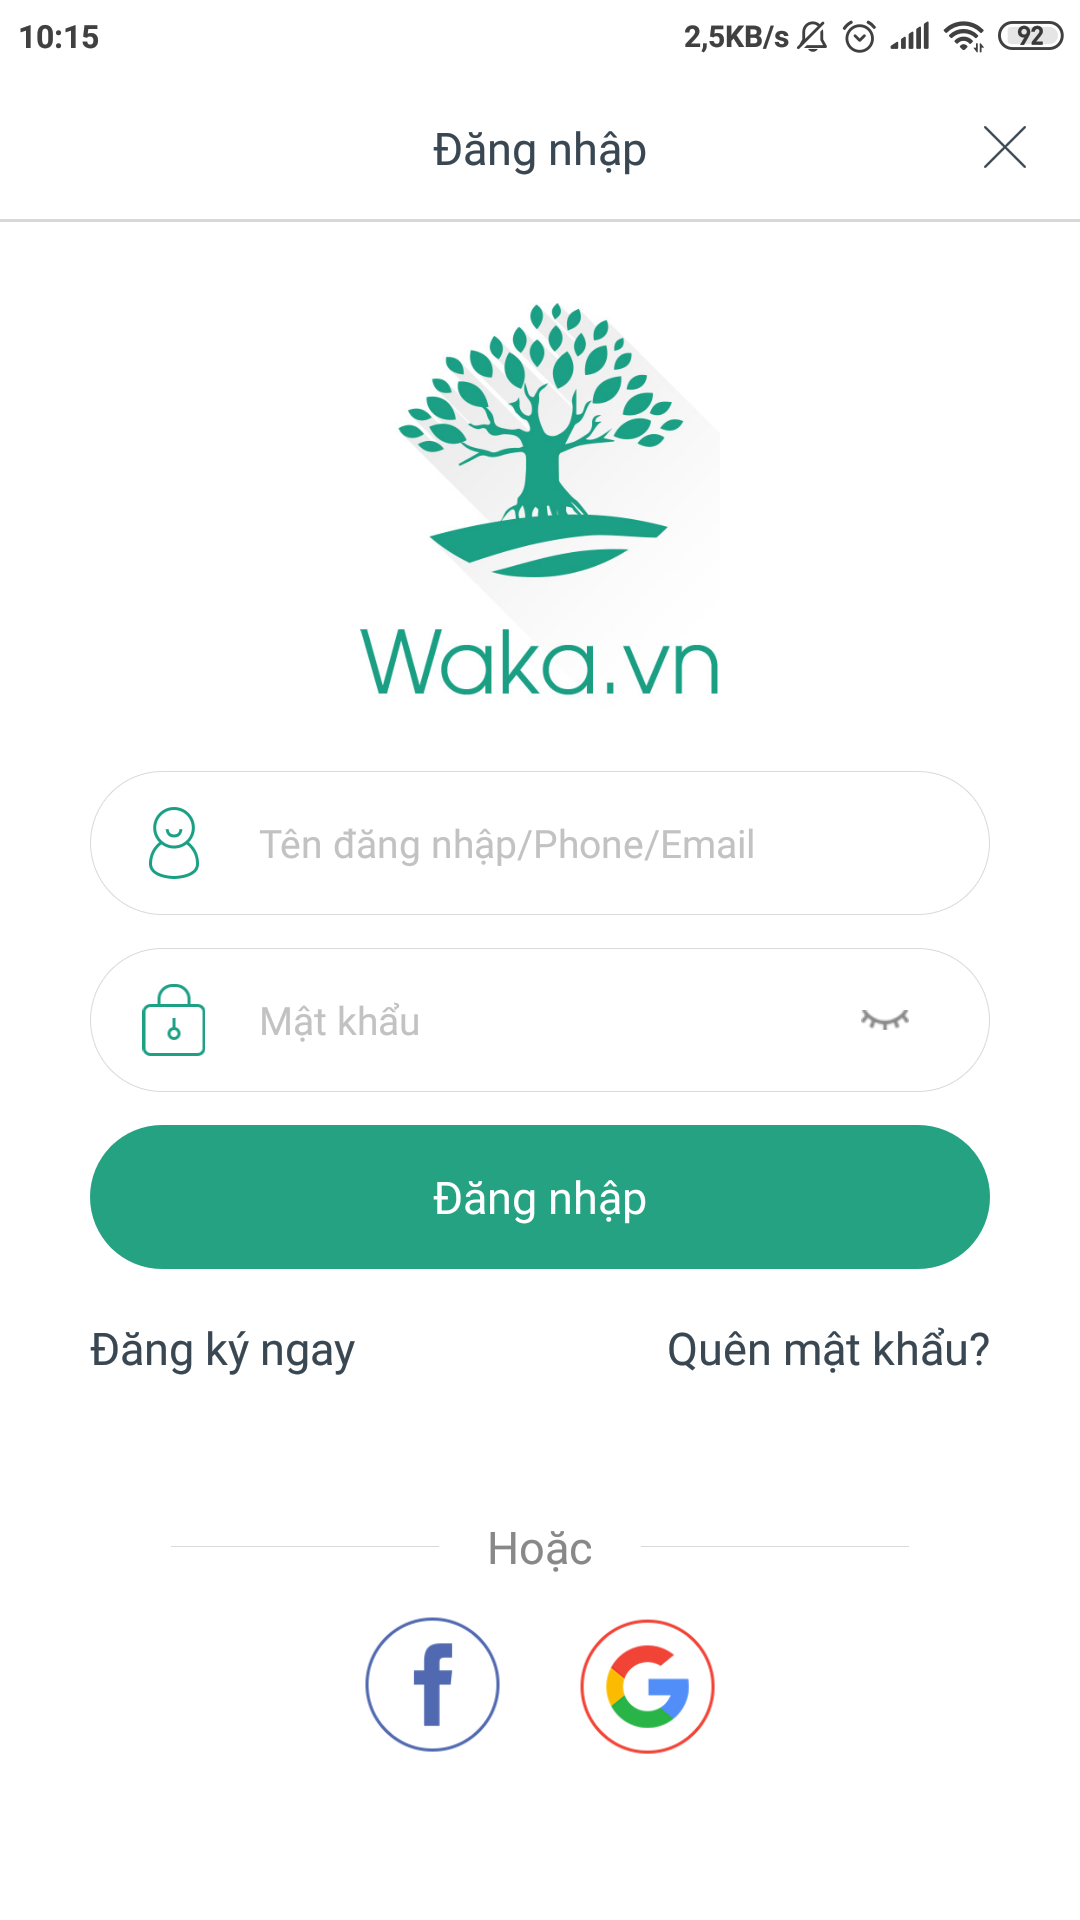 10:15 2,5KB/s 92
Đăng nhập
Waka.vn
Tên đăng nhập/Phone/Email
Mật khẩu
Đăng nhập
Đăng ký ngay Quên mật khẩu?
Hoặc